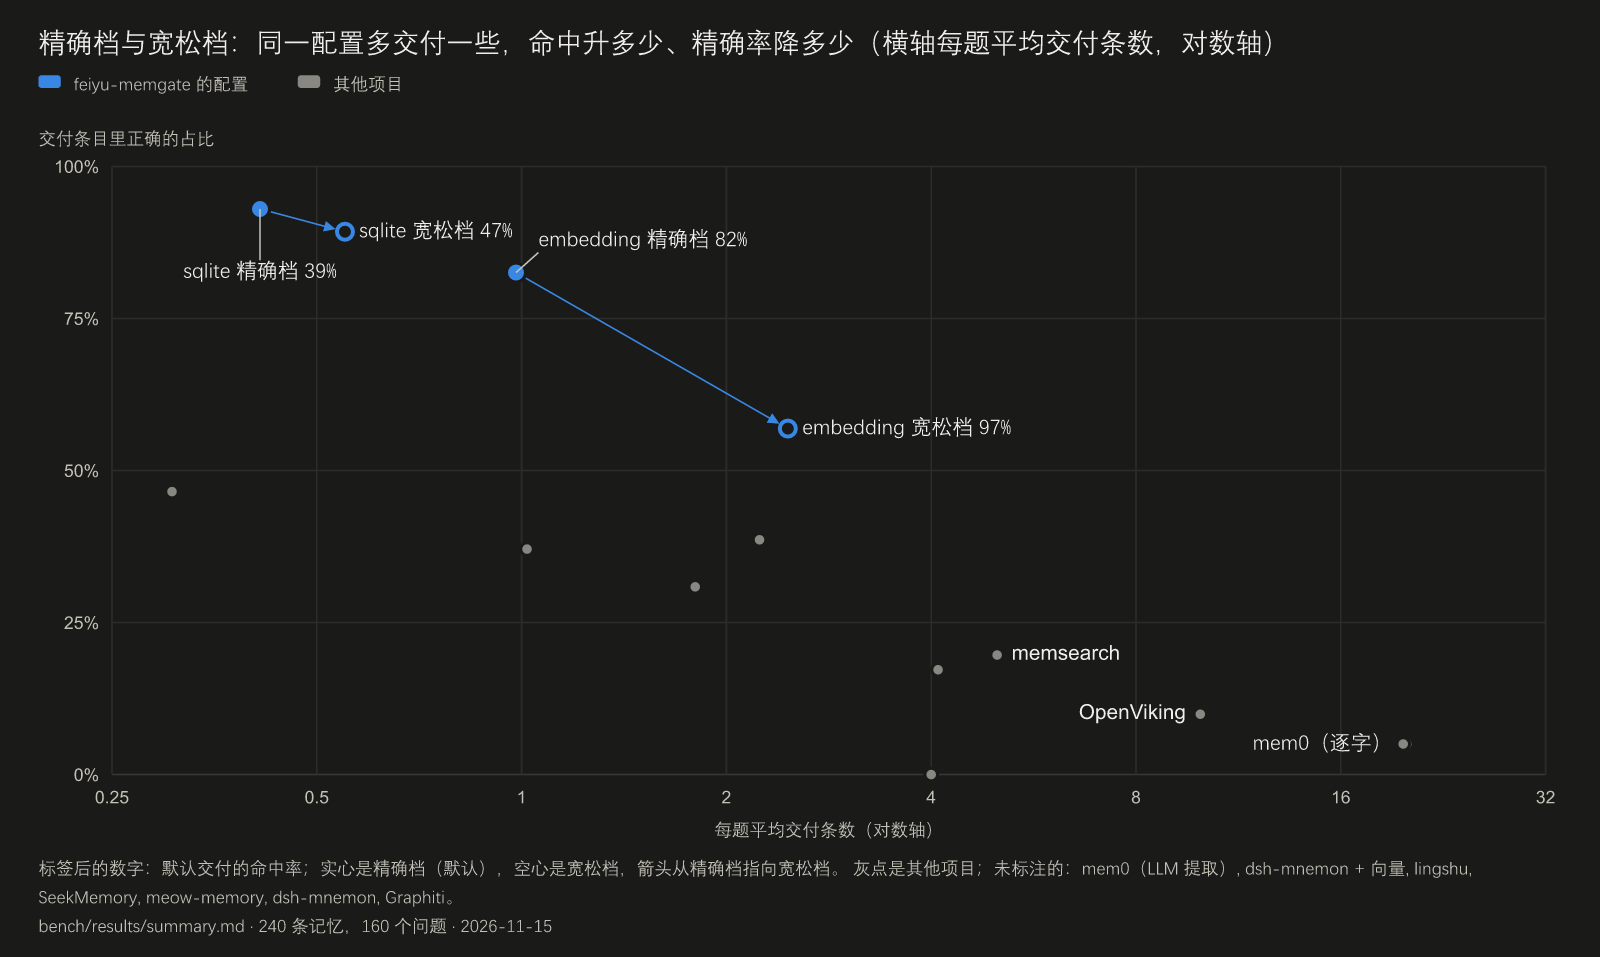 精确档与宽松档：同一配置多交付一些，命中升多少、精确率降多少（横轴每题平均交付条数，对数轴）
feiyu-memgate 的配置
其他项目
交付条目里正确的占比
100%
sqlite 宽松档 47%
embedding 精确档 82%
sqlite 精确档 39%
75%
embedding 宽松档 97%
50%
25%
memsearch
OpenViking
mem0（逐字）
0%
0.25
0.5
1
2
4
8
16
32
每题平均交付条数（对数轴）
标签后的数字：默认交付的命中率；实心是精确档（默认），空心是宽松档，箭头从精确档指向宽松档。 灰点是其他项目；未标注的：mem0（LLM 提取）, dsh-mnemon + 向量, lingshu,
SeekMemory, meow-memory, dsh-mnemon, Graphiti。
bench/results/summary.md · 240 条记忆，160 个问题 · 2026-11-15